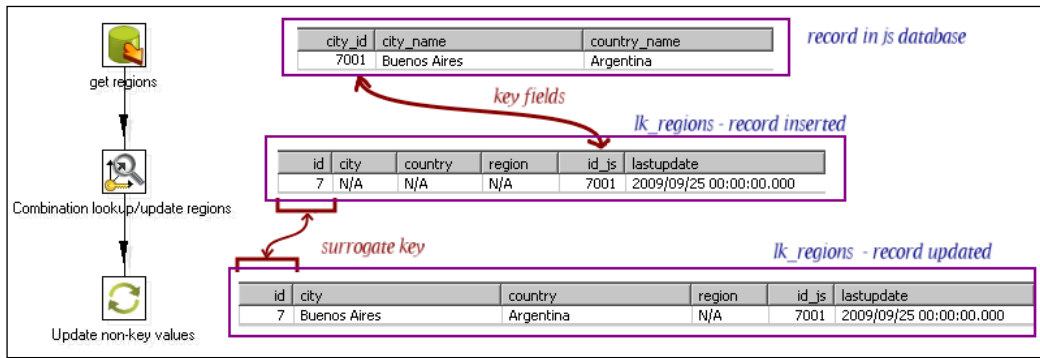 get regions
Combination lookup/update regions
Update non-key values
record in js database
city_id city_name country_name
7001 Buenos Aires Argentina
key fields
lk_regions - record inserted
id city country region id_js lastupdate
7 N/A N/A N/A 7001 2009/09/25 00:00:00.000
surrogate key
lk_regions - record updated
id city country region id_js lastupdate
7 Buenos Aires Argentina N/A 7001 2009/09/25 00:00:00.000